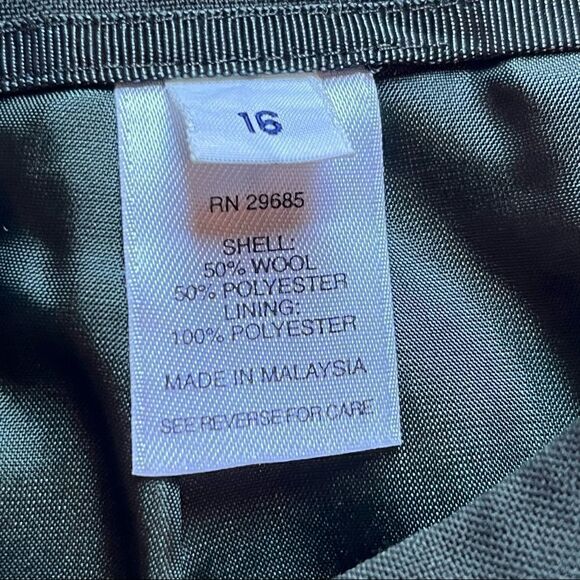 16
RN 29685
SHELL:
50% WOOL
50% POLYESTER
LINING:
100% POLYESTER
MADE IN MALAYSIA
SEE REVERSE FOR CARE